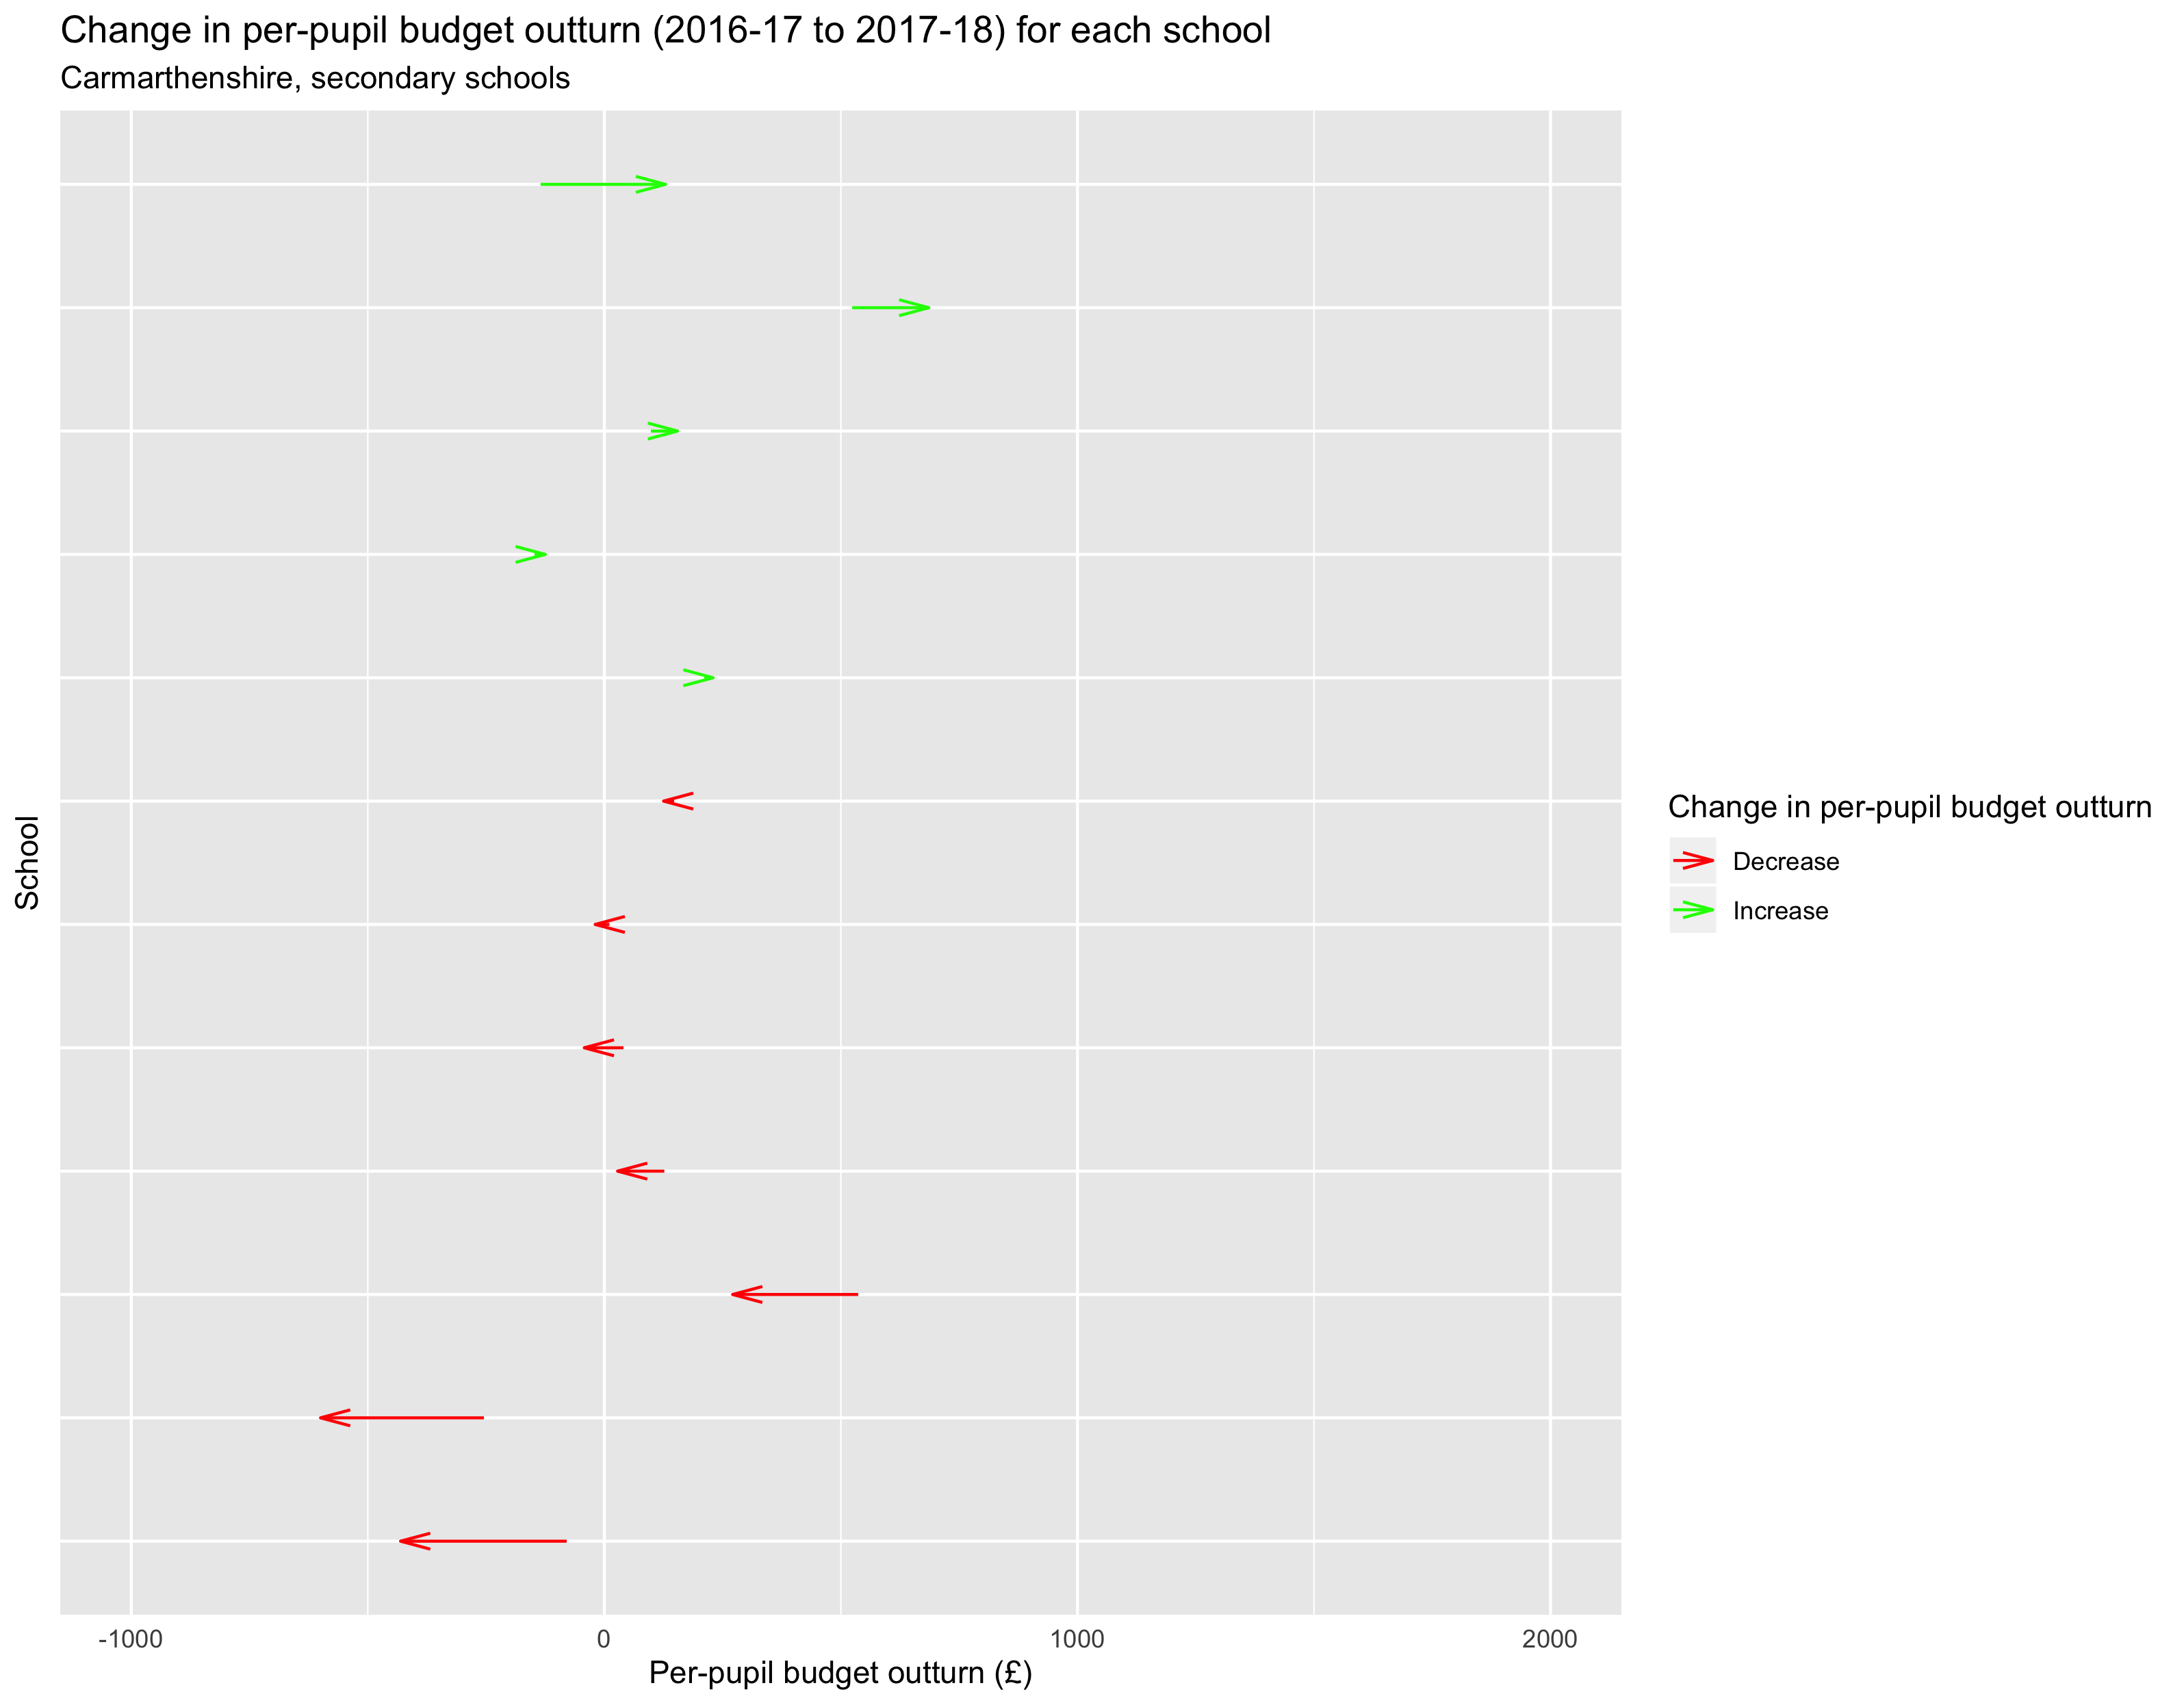 Change in per-pupil budget outturn (2016-17 to 2017-18) for each school
Carmarthenshire, secondary schools
School
Change in per-pupil budget outturn
Decrease
Increase
-1000
0
1000
2000
Per-pupil budget outturn (£)